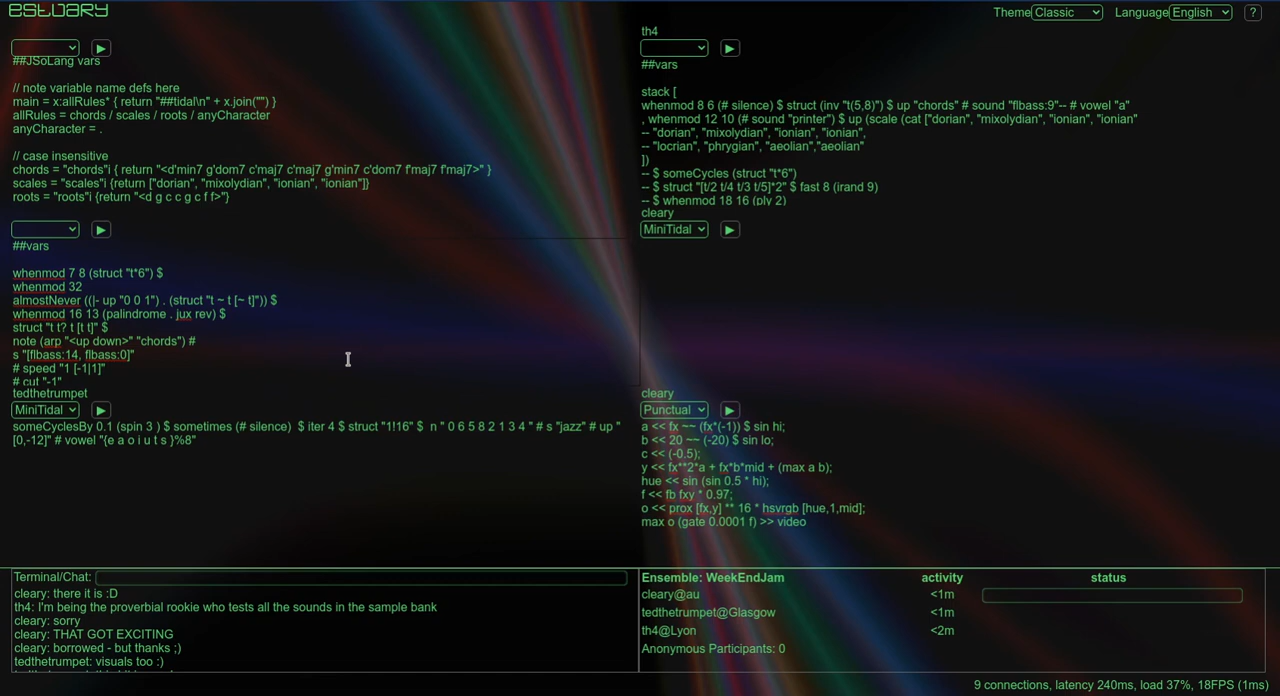 estuary
Theme Classic Language English ?
▶
##JSoLang vars
// note variable name defs here
main = x:allRules* { return "##tidal\n" + x.join("") }
allRules = chords / scales / roots / anyCharacter
anyCharacter = .
// case insensitive
chords = "chords"i { return "<d'min7 g'dom7 c'maj7 c'maj7 g'min7 c'dom7 f'maj7 f'maj7>" }
scales = "scales"i {return ["dorian", "mixolydian", "ionian", "ionian"]}
roots = "roots"i {return "<d g c c g c f f>"}
th4
▶
##vars
stack [
whenmod 8 6 (# silence) $ struct (inv "t(5,8)") $ up "chords" # sound "flbass:9"-- # vowel "a"
, whenmod 12 10 (# sound "printer") $ up (scale (cat ["dorian", "mixolydian", "ionian", "ionian"
-- "dorian", "mixolydian", "ionian", "ionian",
-- "locrian", "phrygian", "aeolian","aeolian"
])
-- $ someCycles (struct "t*6")
-- $ struct "[t/2 t/4 t/3 t/5]*2" $ fast 8 (irand 9)
-- $ whenmod 18 16 (ply 2)
▶
##vars
whenmod 7 8 (struct "t*6") $
whenmod 32
almostNever ((|- up "0 0 1") . (struct "t ~ t [~ t]")) $
whenmod 16 13 (palindrome . jux rev) $
struct "t t? t [t t]" $
note (arp "<up down>" "chords") #
s "[flbass:14, flbass:0]"
# speed "1 [-1|1]"
# cut "-1"
cleary
MiniTidal ▶
tedthetrumpet
MiniTidal ▶
someCyclesBy 0.1 (spin 3 ) $ sometimes (# silence)  $ iter 4 $ struct "1!16" $  n " 0 6 5 8 2 1 3 4 " # s "jazz" # up "
[0,-12]" # vowel "{e a o i u t s }%8"
cleary
Punctual ▶
a << fx ~~ (fx*(-1)) $ sin hi;
b << 20 ~~ (-20) $ sin lo;
c << (-0.5);
y << fx**2*a + fx*b*mid + (max a b);
hue << sin (sin 0.5 * hi);
f << fb fxy * 0.97;
o << prox [fx,y] ** 16 * hsvrgb [hue,1,mid];
max o (gate 0.0001 f) >> video
Terminal/Chat:
cleary: there it is :D
th4: I'm being the proverbial rookie who tests all the sounds in the sample bank
cleary: sorry
cleary: THAT GOT EXCITING
cleary: borrowed - but thanks ;)
tedthetrumpet: visuals too :)
Ensemble: WeekEndJam activity status
cleary@au <1m
tedthetrumpet@Glasgow <1m
th4@Lyon <2m
Anonymous Participants: 0
9 connections, latency 240ms, load 37%, 18FPS (1ms)